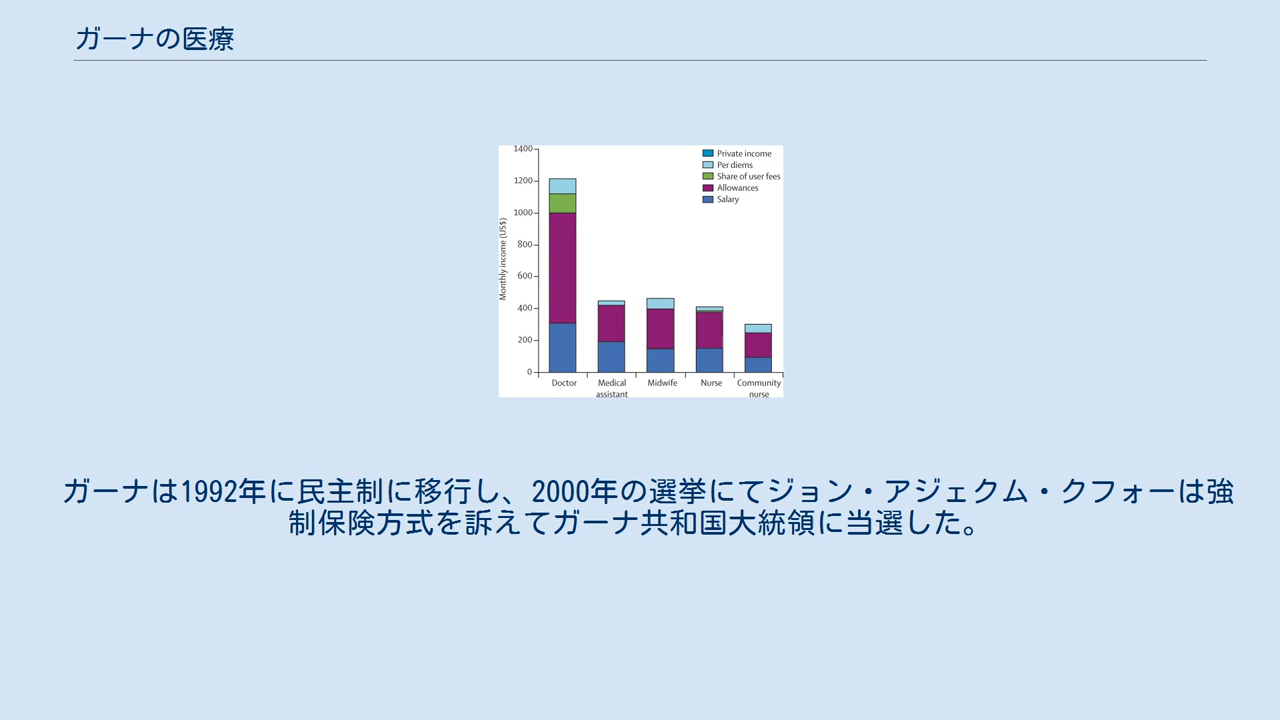 ガーナの医療
1400
1200
1000
800
600
400
200
0
Monthly income (US$)
Private income
Per diems
Share of user fees
Allowances
Salary
Doctor
Medical
assistant
Midwife
Nurse
Community
nurse
ガーナは1992年に民主制に移行し、2000年の選挙にてジョン・アジェクム・クフォーは強
制保険方式を訴えてガーナ共和国大統領に当選した。